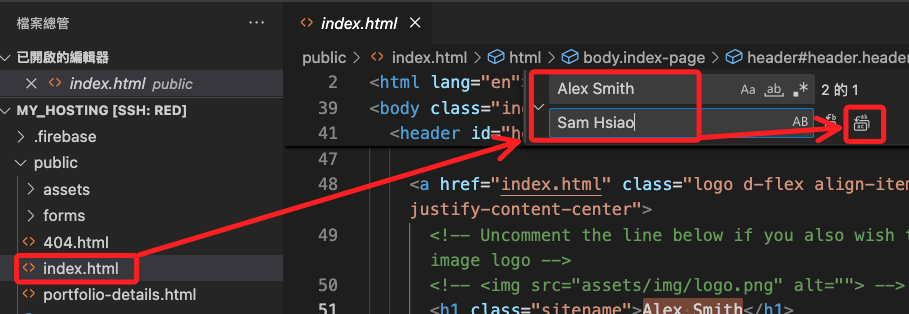 檔案總管 ···
index.html ×
已開啟的編輯器
× index.html public
MY_HOSTING [SSH: RED]
> .firebase
public
> assets
> forms
404.html
index.html
portfolio-details.html
public > index.html > html > body.index-page > header#header.heade
2 <html lang="en"
39 <body class="in
41 <header id="he
Alex Smith Aa ab .* 2 的 1
Sam Hsiao AB
47
48 <a href="index.html" class="logo d-flex align-item
justify-content-center">
49 <!-- Uncomment the line below if you also wish t
image logo -->
50 <!-- <img src="assets/img/logo.png" alt=""> -->
51 <h1 class="sitename">Alex Smith</h1>